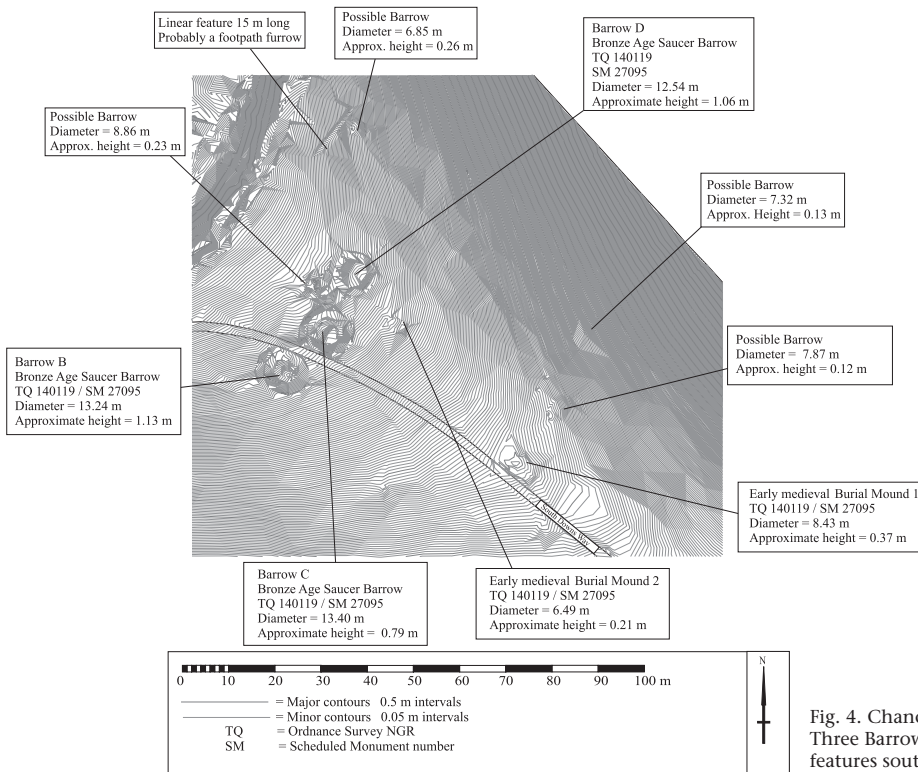 Linear feature 15 m long
Probably a footpath furrow
Possible Barrow
Diameter = 6.85 m
Approx. height = 0.26 m
Barrow D
Bronze Age Saucer Barrow
TQ 140119
SM 27095
Diameter = 12.54 m
Approximate height = 1.06 m
Possible Barrow
Diameter = 8.86 m
Approx. height = 0.23 m
Possible Barrow
Diameter = 7.32 m
Approx. Height = 0.13 m
Possible Barrow
Diameter = 7.87 m
Approx. height = 0.12 m
Barrow B
Bronze Age Saucer Barrow
TQ 140119 / SM 27095
Diameter = 13.24 m
Approximate height = 1.13 m
Early medieval Burial Mound 1
TQ 140119 / SM 27095
Diameter = 8.43 m
Approximate height = 0.37 m
South Downs Way
Barrow C
Bronze Age Saucer Barrow
TQ 140119 / SM 27095
Diameter = 13.40 m
Approximate height = 0.79 m
Early medieval Burial Mound 2
TQ 140119 / SM 27095
Diameter = 6.49 m
Approximate height = 0.21 m
0 10 20 30 40 50 60 70 80 90 100 m
= Major contours 0.5 m intervals
= Minor contours 0.05 m intervals
TQ = Ordnance Survey NGR
SM = Scheduled Monument number
N
Fig. 4. Chanc
Three Barrow
features sout